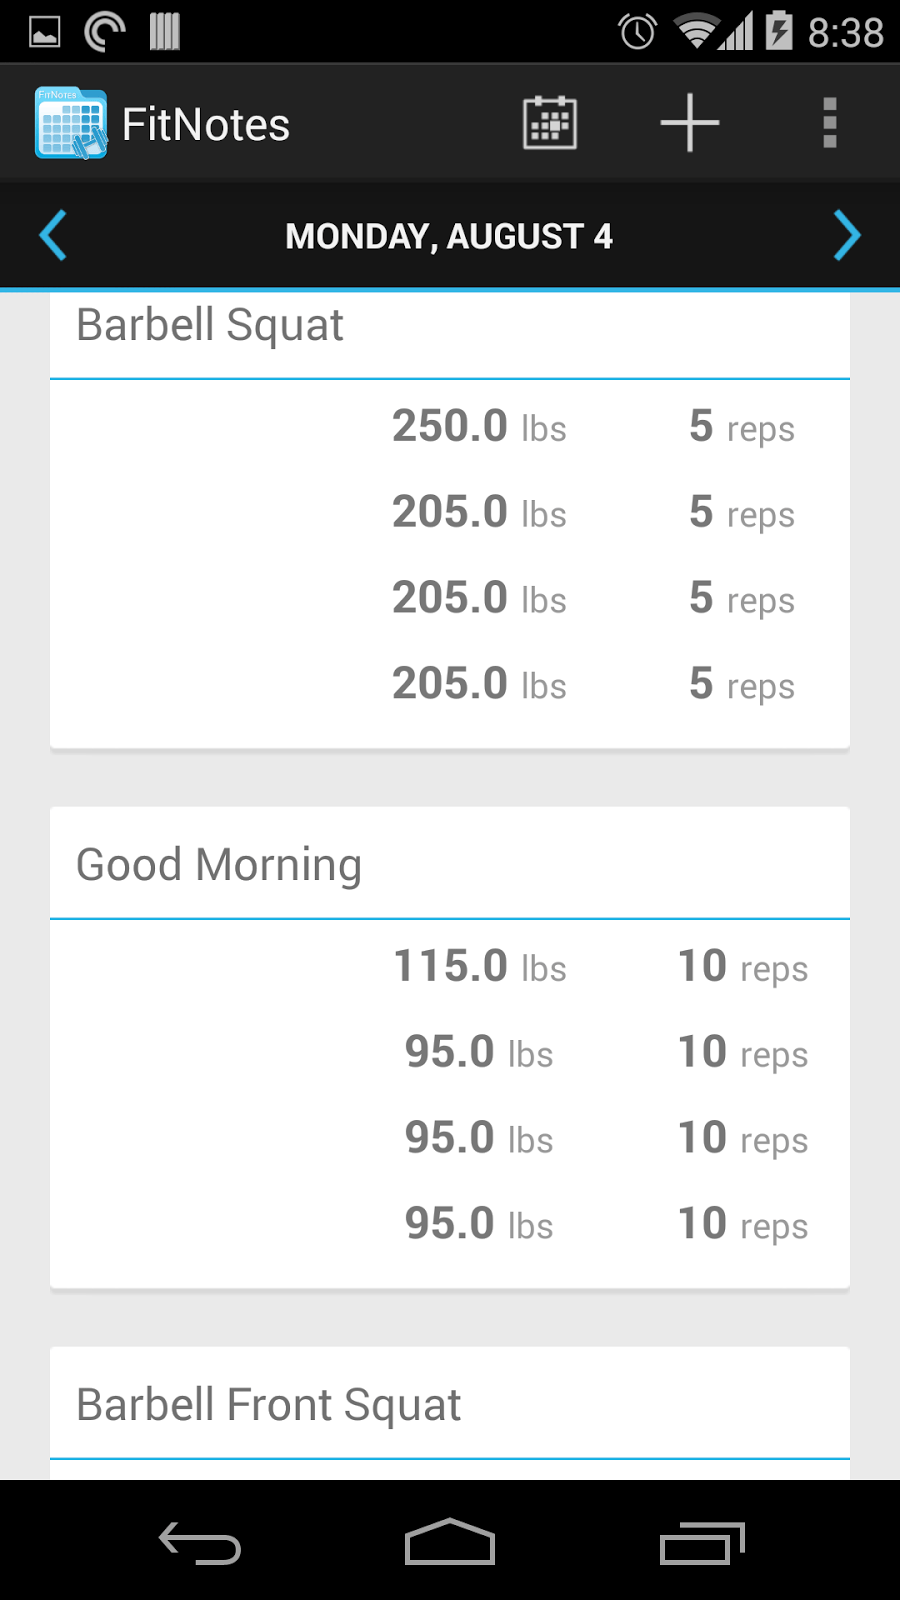 8:38
FitNotes
FitNotes
MONDAY, AUGUST 4
Barbell Squat
250.0 lbs 5 reps
205.0 lbs 5 reps
205.0 lbs 5 reps
205.0 lbs 5 reps
Good Morning
115.0 lbs 10 reps
95.0 lbs 10 reps
95.0 lbs 10 reps
95.0 lbs 10 reps
Barbell Front Squat